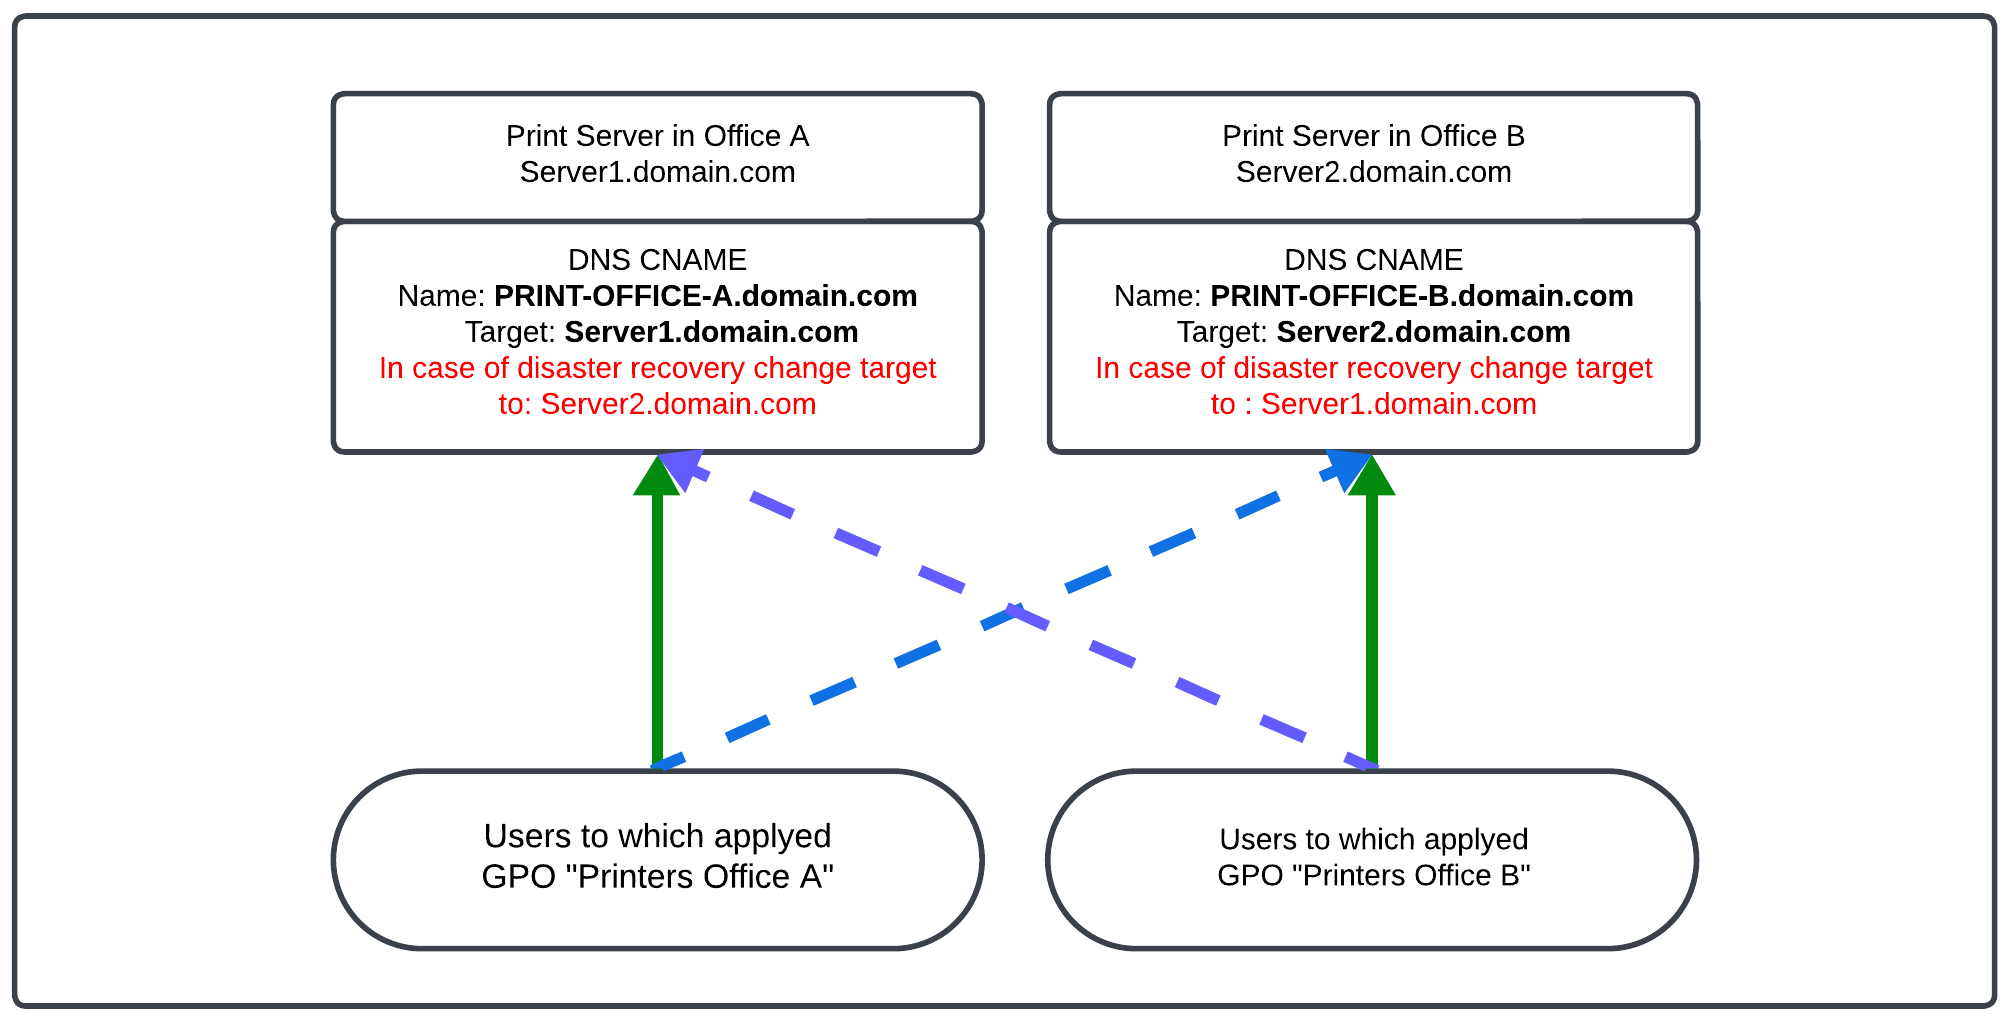 Print Server in Office A
Server1.domain.com
DNS CNAME
Name: PRINT-OFFICE-A.domain.com
Target: Server1.domain.com
In case of disaster recovery change target
to: Server2.domain.com
Print Server in Office B
Server2.domain.com
DNS CNAME
Name: PRINT-OFFICE-B.domain.com
Target: Server2.domain.com
In case of disaster recovery change target
to : Server1.domain.com
Users to which applyed
GPO "Printers Office A"
Users to which applyed
GPO "Printers Office B"